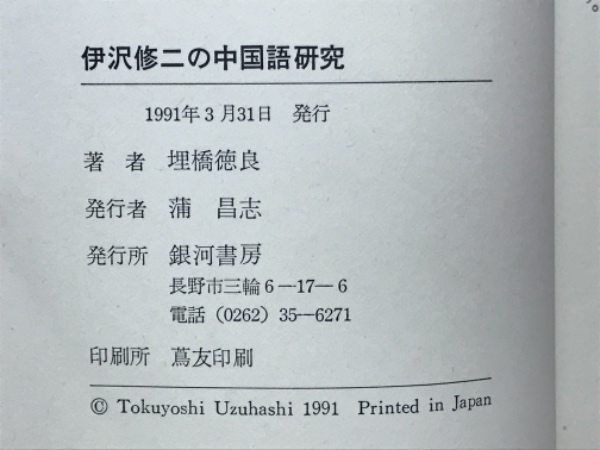 伊沢修二の中国語研究
1991年3月31日 発行
著 者 埋橋徳良
発行者 蒲 昌志
発行所 銀河書房
長野市三輪6―17―6
電話（0262）35―6271
印刷所 蔦友印刷
© Tokuyoshi Uzuhashi 1991 Printed in Japan